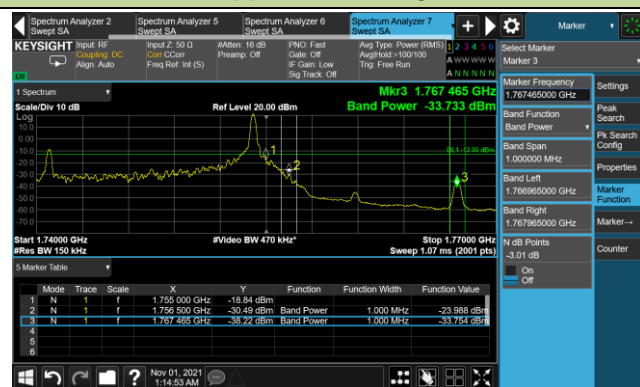 Spectrum Analyzer 2 Spectrum Analyzer 5 Spectrum Analyzer 6 Spectrum Analyzer 7 + Marker
Swept SA Swept SA Swept SA Swept SA
KEYSIGHT Input: RF Input Z: 50 Ω #Atten: 16 dB PNO: Fast Avg Type: Power (RMS) 1 2 3 4 5 6
Coupling: DC Corr CCorr Preamp: Off Gate: Off Avg|Hold:>100/100 A W W W W W
Align: Auto Freq Ref: Int (S) IF Gain: Low Trig: Free Run
Sig Track: Off A N N N N N
LW
Select Marker
Marker 3
1 Spectrum
Mkr3 1.767 465 GHz
Scale/Div 10 dB Ref Level 20.00 dBm Band Power -33.733 dBm
Log
10.0
0.00
-10.0
-20.0
-30.0
-40.0
-50.0
-60.0
-70.0
DL1 -13.00 dBm
1
2
3
Start 1.74000 GHz #Video BW 470 kHz* Stop 1.77000 GHz
#Res BW 150 kHz Sweep 1.07 ms (2001 pts)
5 Marker Table
Mode Trace Scale X Y Function Function Width Function Value
1 N 1 f 1.755 000 GHz -18.84 dBm
2 N 1 f 1.756 500 GHz -30.49 dBm Band Power 1.000 MHz -23.988 dBm
3 N 1 f 1.767 465 GHz -38.22 dBm Band Power 1.000 MHz -33.754 dBm
4
5
6
Marker Frequency
1.767465000 GHz
Band Function
Band Power
Band Span
1.00000 MHz
Band Left
1.766965000 GHz
Band Right
1.767965000 GHz
N dB Points
-3.01 dB
On
Off
Settings
Peak
Search
Pk Search
Config
Properties
Marker
Function
Marker→
Counter
? Nov 01, 2021
1:14:53 AM